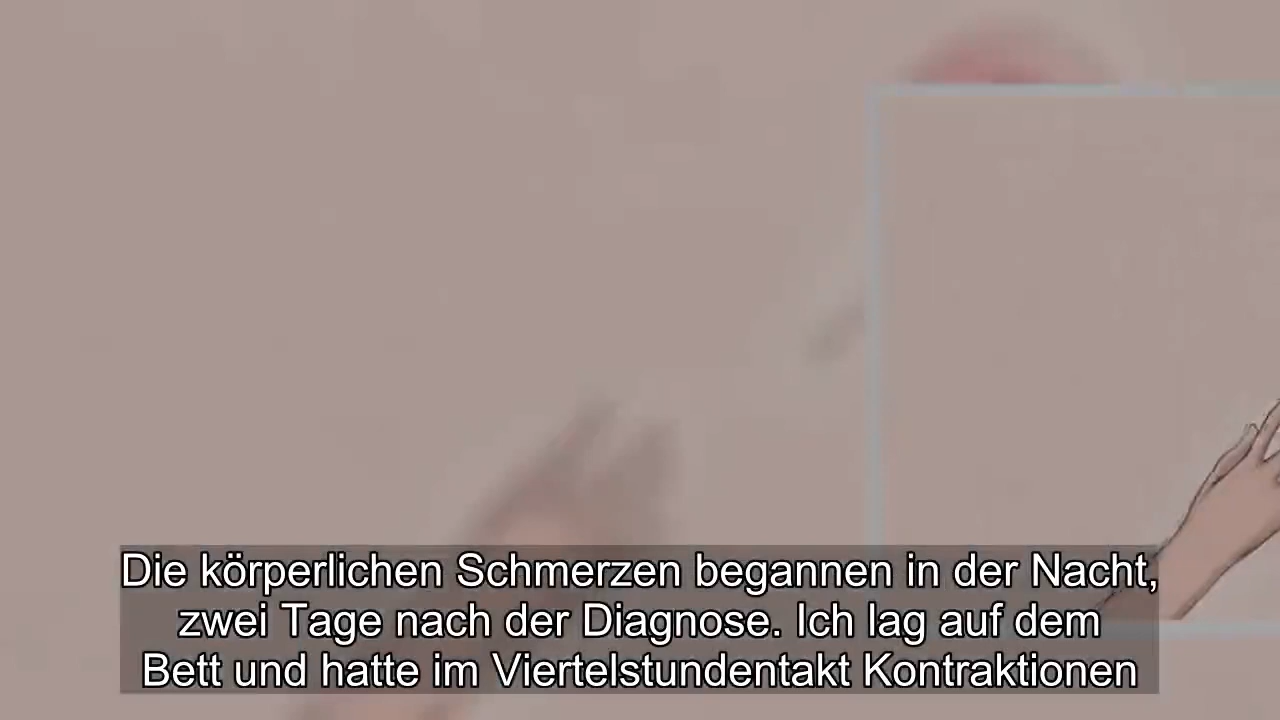 Die körperlichen Schmerzen begannen in der Nacht,
zwei Tage nach der Diagnose. Ich lag auf dem
Bett und hatte im Viertelstundentakt Kontraktionen